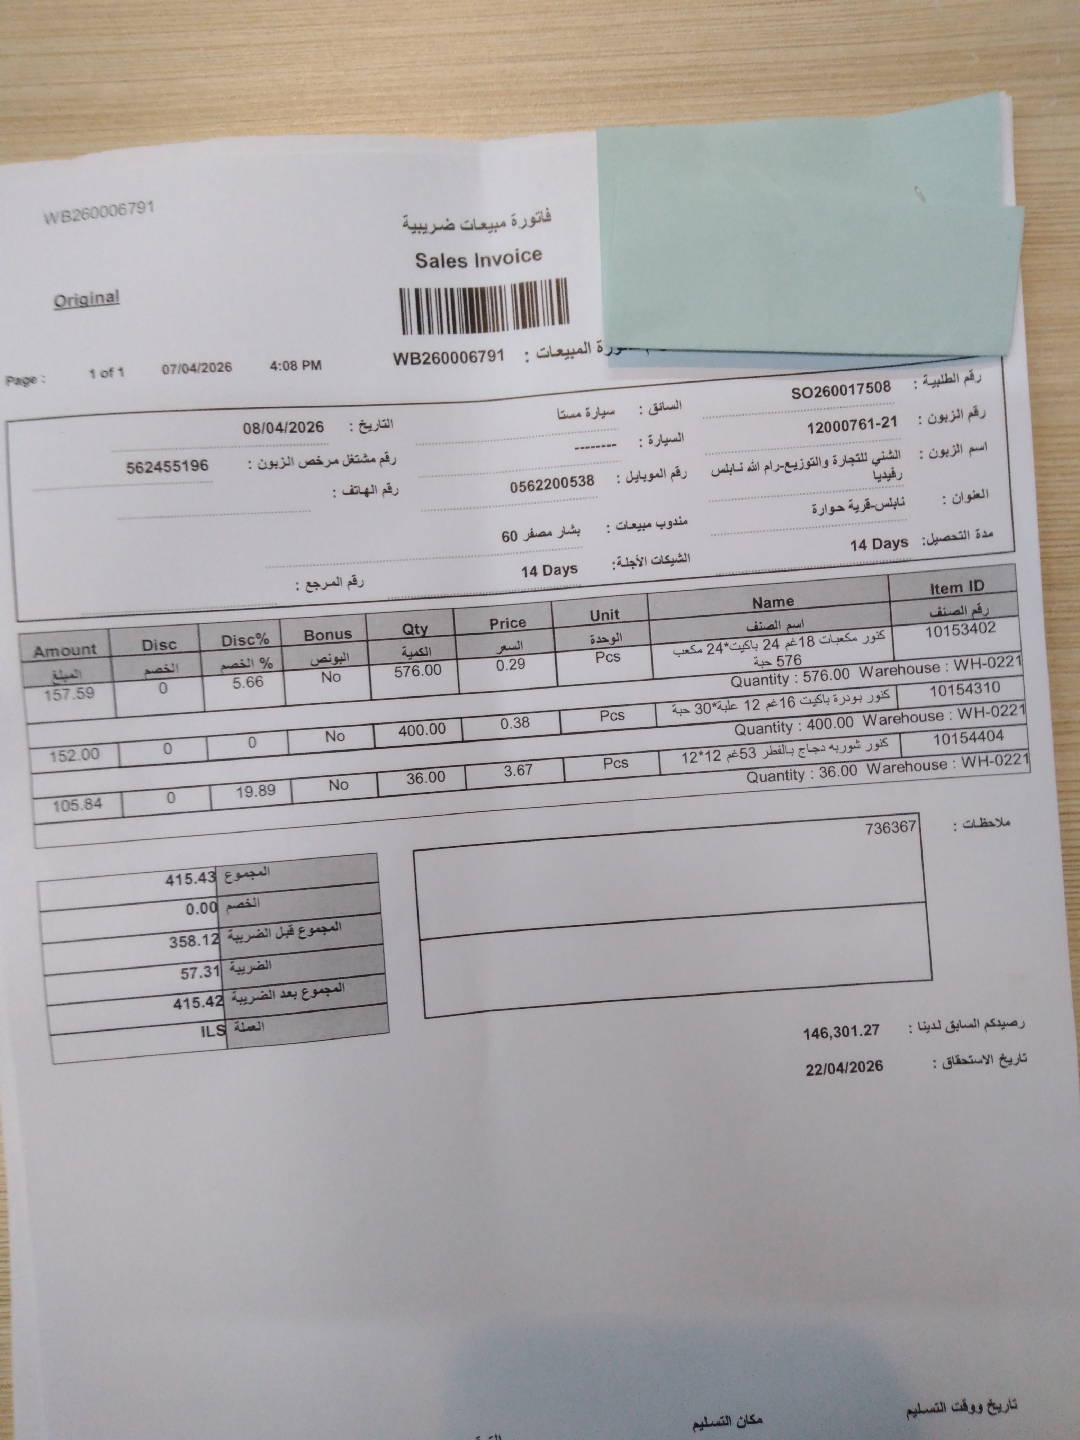 WB260006791
فاتورة مبيعات ضريبية
Sales Invoice
Original
المبيعات : WB260006791
Page : 1 of 1 07/04/2026 4:08 PM
رقم الطلبية : SO260017508
السائق : سيارة مستا
التاريخ : 08/04/2026
رقم الزبون : 12000761-21
السيارة : --------
رقم مشتغل مرخص الزبون : 562455196
اسم الزبون : الشني للتجارة والتوزيع-رام الله نابلس
رفيديا
رقم الموبايل : 0562200538
رقم الهاتف :
العنوان : نابلس-قرية حوارة
مندوب مبيعات : بشار مصفر 60
مدة التحصيل: 14 Days
الشيكات الآجلة: 14 Days
رقم المرجع :
Amount Disc Disc% Bonus Qty Price Unit Name Item ID
المبلغ الخصم % الخصم البونص الكمية السعر الوحدة اسم الصنف رقم الصنف
157.59 0 5.66 No 576.00 0.29 Pcs كنور مكعبات 18غم 24 باكيت*24 مكعب 10153402
576 حبة
Quantity : 576.00 Warehouse : WH-0221
152.00 0 0 No 400.00 0.38 Pcs كنور بودرة باكيت 16غم 12 علبة*30 حبة 10154310
Quantity : 400.00 Warehouse : WH-0221
105.84 0 19.89 No 36.00 3.67 Pcs كنور شوربه دجاج بالفطر 53غم 12*12 10154404
Quantity : 36.00 Warehouse : WH-0221
ملاحظات : 736367
المجموع 415.43
الخصم 0.00
المجموع قبل الضريبة 358.12
الضريبة 57.31
المجموع بعد الضريبة 415.42
العملة ILS
رصيدكم السابق لدينا : 146,301.27
تاريخ الاستحقاق : 22/04/2026
تاريخ ووقت التسليم
مكان التسليم